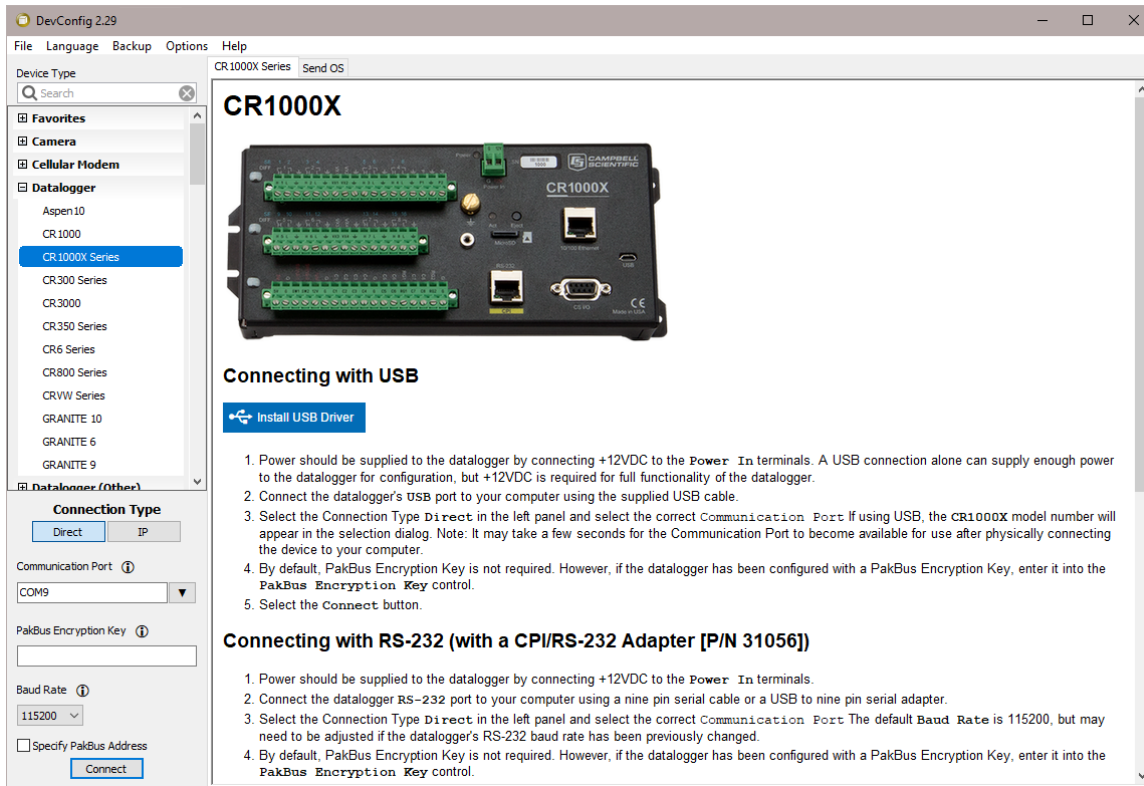 DevConfig 2.29
File Language Backup Options Help
Device Type
Search
Favorites
Camera
Cellular Modem
Datalogger
Aspen10
CR1000
CR1000X Series
CR300 Series
CR3000
CR350 Series
CR6 Series
CR800 Series
CRVW Series
GRANITE 10
GRANITE 6
GRANITE 9
Datalogger (Other)
Connection Type
Direct IP
Communication Port
COM9
PakBus Encryption Key
Baud Rate
115200
Specify PakBus Address
Connect
CR1000X Series Send OS
CR1000X
CAMPBELL
SCIENTIFIC
Power In
CR1000X
MicroSD
10/100 Ethernet
USB
RS-232
CPI
CS I/O
CE
Made in USA
Connecting with USB
Install USB Driver
1. Power should be supplied to the datalogger by connecting +12VDC to the Power In terminals. A USB connection alone can supply enough power
to the datalogger for configuration, but +12VDC is required for full functionality of the datalogger.
2. Connect the datalogger's USB port to your computer using the supplied USB cable.
3. Select the Connection Type Direct in the left panel and select the correct Communication Port If using USB, the CR1000X model number will
appear in the selection dialog. Note: It may take a few seconds for the Communication Port to become available for use after physically connecting
the device to your computer.
4. By default, PakBus Encryption Key is not required. However, if the datalogger has been configured with a PakBus Encryption Key, enter it into the
PakBus Encryption Key control.
5. Select the Connect button.
Connecting with RS-232 (with a CPI/RS-232 Adapter [P/N 31056])
1. Power should be supplied to the datalogger by connecting +12VDC to the Power In terminals.
2. Connect the datalogger RS-232 port to your computer using a nine pin serial cable or a USB to nine pin serial adapter.
3. Select the Connection Type Direct in the left panel and select the correct Communication Port The default Baud Rate is 115200, but may
need to be adjusted if the datalogger's RS-232 baud rate has been previously changed.
4. By default, PakBus Encryption Key is not required. However, if the datalogger has been configured with a PakBus Encryption Key, enter it into the
PakBus Encryption Key control.